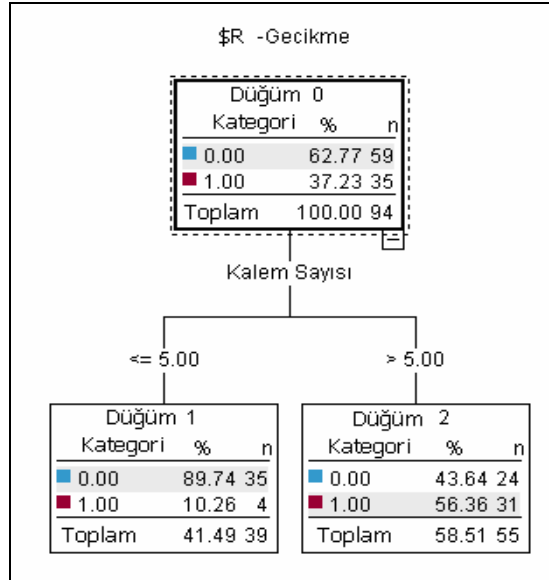 $R -Gecikme
Düğüm 0
Kategori % n
0.00 62.77 59
1.00 37.23 35
Toplam 100.00 94
Kalem Sayısı
<= 5.00
> 5.00
Düğüm 1
Kategori % n
0.00 89.74 35
1.00 10.26 4
Toplam 41.49 39
Düğüm 2
Kategori % n
0.00 43.64 24
1.00 56.36 31
Toplam 58.51 55